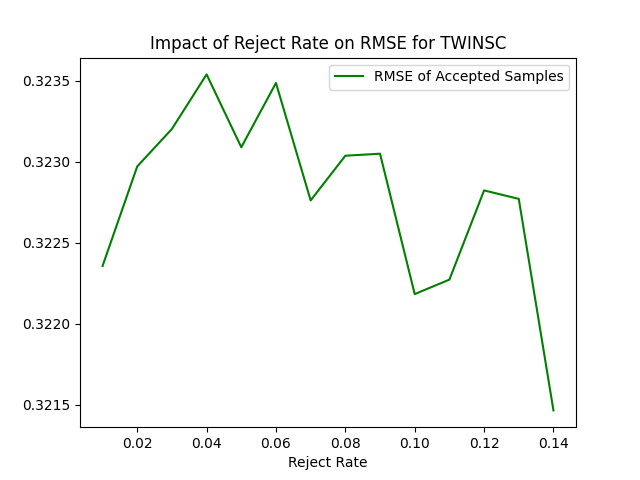 Impact of Reject Rate on RMSE for TWINSC
RMSE of Accepted Samples
0.3235
0.3230
0.3225
0.3220
0.3215
0.02 0.04 0.06 0.08 0.10 0.12 0.14
Reject Rate